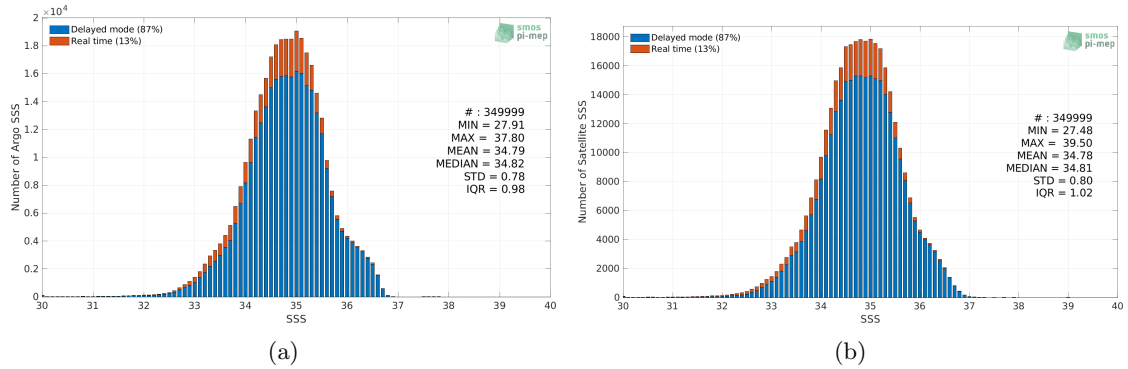 ×10⁴
Delayed mode (87%)
Real time (13%)
smos
pi-mep
2
1.8
1.6
1.4
1.2
1
0.8
0.6
0.4
0.2
0
Number of Argo SSS
# : 349999
MIN = 27.91
MAX = 37.80
MEAN = 34.79
MEDIAN = 34.82
STD = 0.78
IQR = 0.98
30 31 32 33 34 35 36 37 38 39 40
SSS
(a)
Delayed mode (87%)
Real time (13%)
smos
pi-mep
18000
16000
14000
12000
10000
8000
6000
4000
2000
0
Number of Satellite SSS
# : 349999
MIN = 27.48
MAX = 39.50
MEAN = 34.78
MEDIAN = 34.81
STD = 0.80
IQR = 1.02
30 31 32 33 34 35 36 37 38 39 40
SSS
(b)